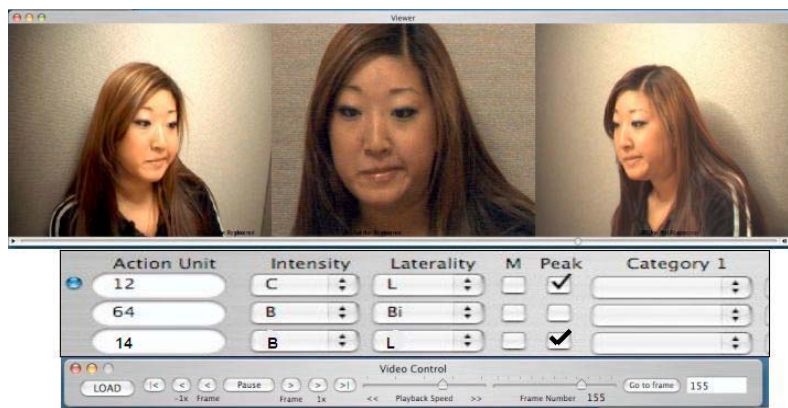 Viewer
Action Unit Intensity Laterality M Peak Category 1
12 C L
64 B Bi
14 B L
Video Control
LOAD |< < < Pause > > >| Go to frame 155
-1x Frame Frame 1x << Playback Speed >> Frame Number 155